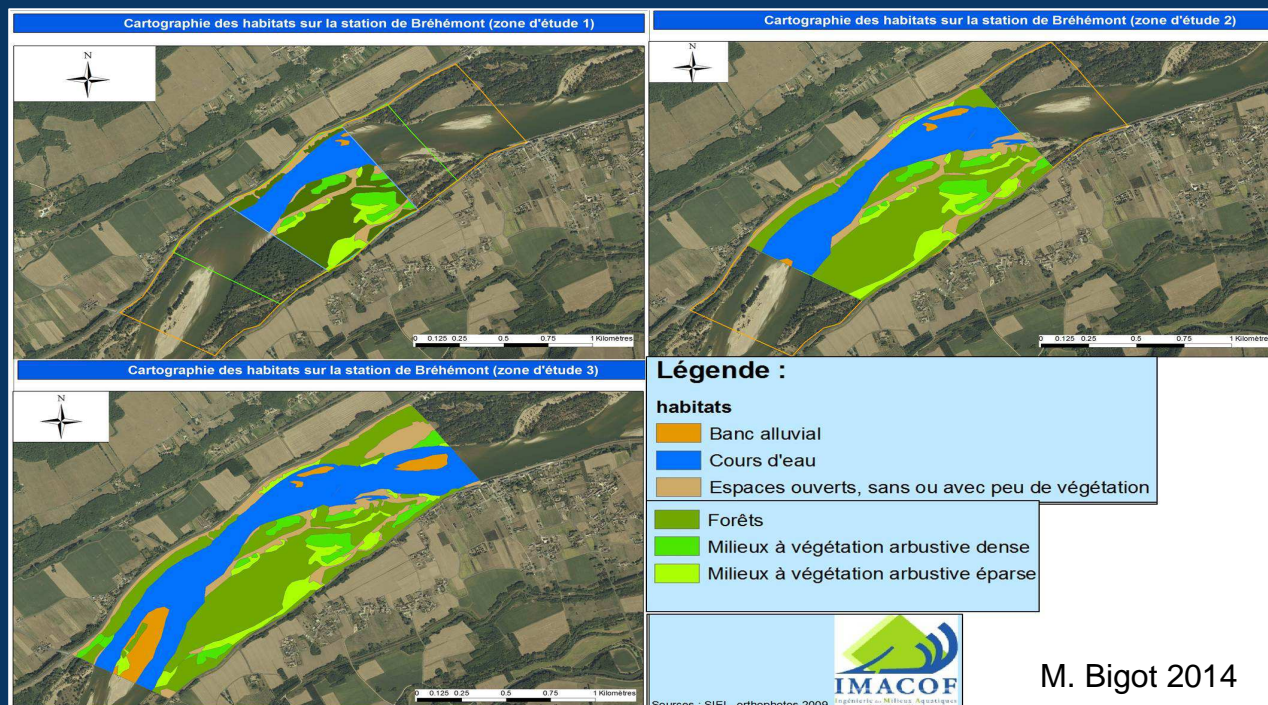 Cartographie des habitats sur la station de Bréhémont (zone d'étude 1)
N
0 0.125 0.25 0.5 0.75 1 Kilomètres
Cartographie des habitats sur la station de Bréhémont (zone d'étude 2)
N
0 0.125 0.25 0.5 0.75 1 Kilomètres
Cartographie des habitats sur la station de Bréhémont (zone d'étude 3)
N
0 0.125 0.25 0.5 0.75 1 Kilomètres
Légende :
habitats
Banc alluvial
Cours d'eau
Espaces ouverts, sans ou avec peu de végétation
Forêts
Milieux à végétation arbustive dense
Milieux à végétation arbustive éparse
IMACOF
Ingénierie des Milieux Aquatiques
Sources : SIEL, orthophotos 2009
M. Bigot 2014